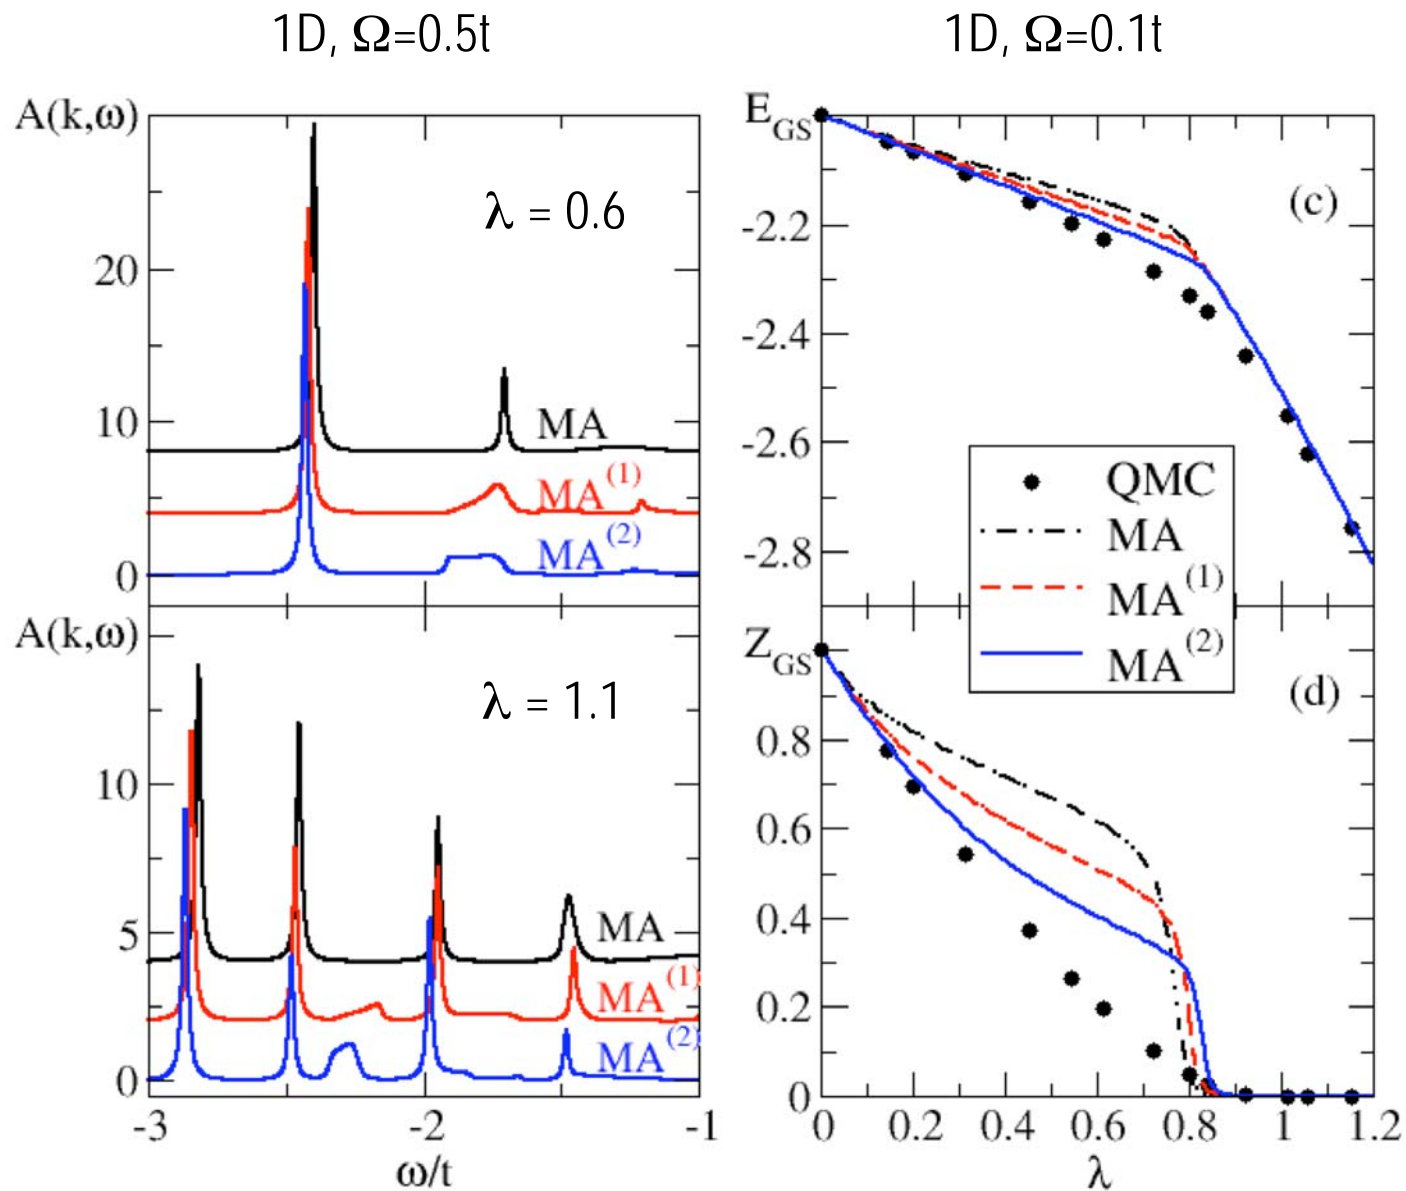 1D, Ω=0.5t
1D, Ω=0.1t
A(k,ω)
λ = 0.6
20
10
0
MA
MA(1)
MA(2)
A(k,ω)
λ = 1.1
10
5
0
MA
MA(1)
MA(2)
-3
-2
-1
ω/t
EGS
(c)
-2.2
-2.4
-2.6
-2.8
QMC
MA
MA(1)
MA(2)
ZGS
(d)
0.8
0.6
0.4
0.2
0
0
0.2
0.4
0.6
0.8
1
1.2
λ